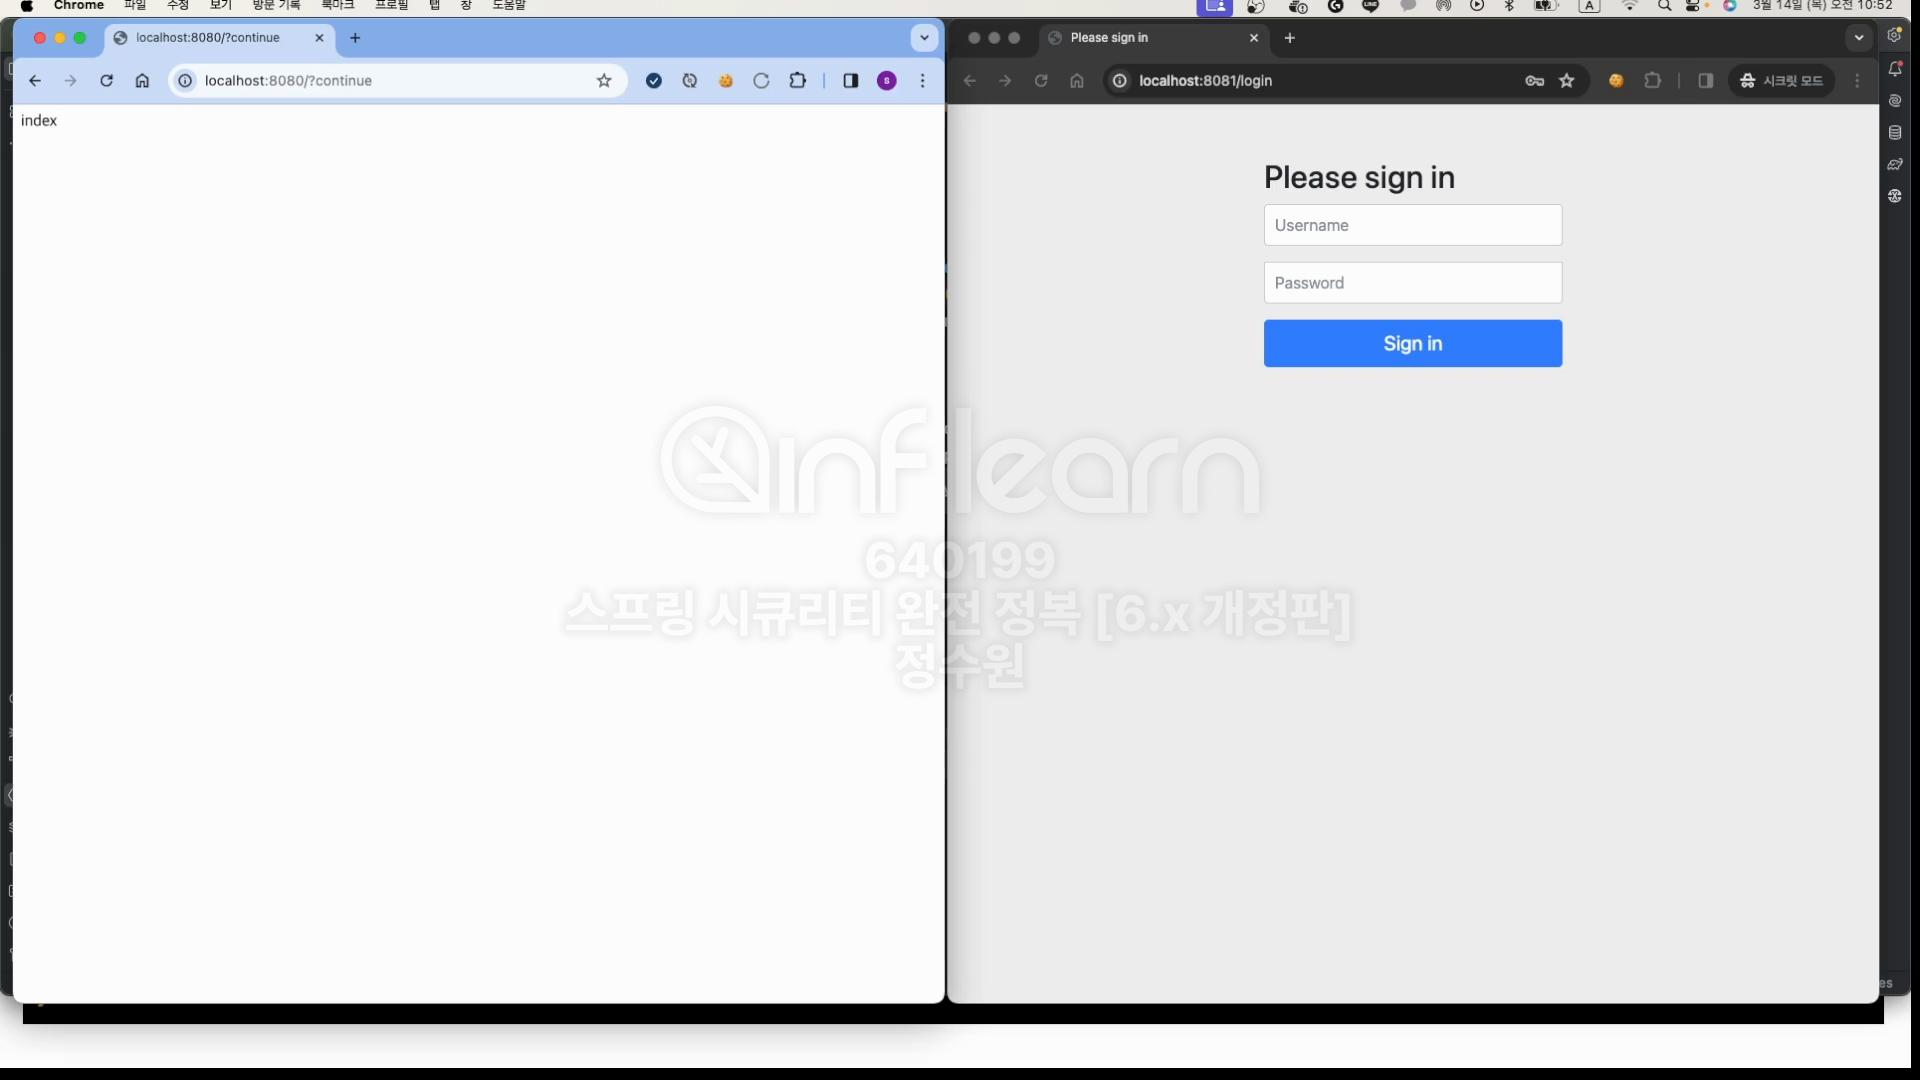 Chrome 파일 수정 보기 방문 기록 북마크 프로필 탭 창 도움말
3월 14일 (목) 오전 10:52
localhost:8080/?continue
localhost:8080/?continue
index
Please sign in
localhost:8081/login
시크릿 모드
Please sign in
Username
Password
Sign in
inflearn
640199
스프링 시큐리티 완전 정복 [6.x 개정판]
정수원
es